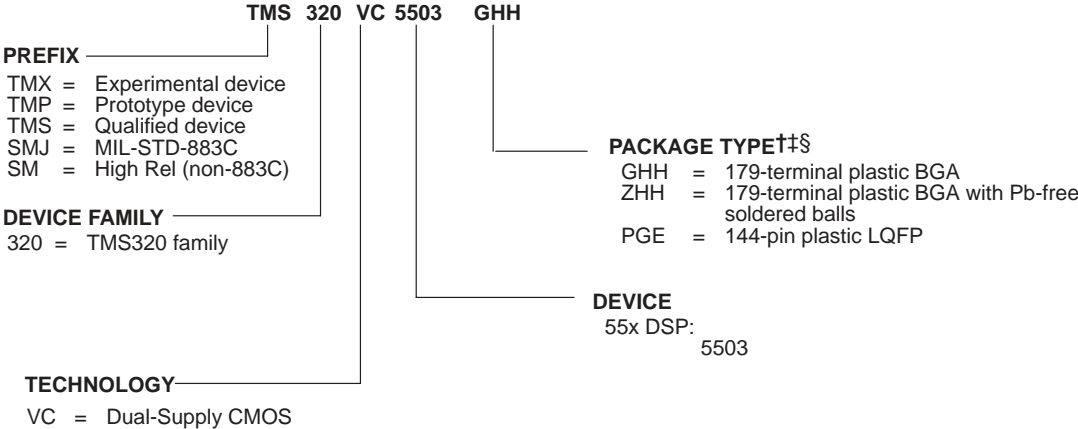 TMS 320 VC 5503 GHH
PREFIX
TMX = Experimental device
TMP = Prototype device
TMS = Qualified device
SMJ = MIL-STD-883C
SM = High Rel (non-883C)
DEVICE FAMILY
320 = TMS320 family
TECHNOLOGY
VC = Dual-Supply CMOS
PACKAGE TYPE†‡§
GHH = 179-terminal plastic BGA
ZHH = 179-terminal plastic BGA with Pb-free
soldered balls
PGE = 144-pin plastic LQFP
DEVICE
55x DSP:
5503